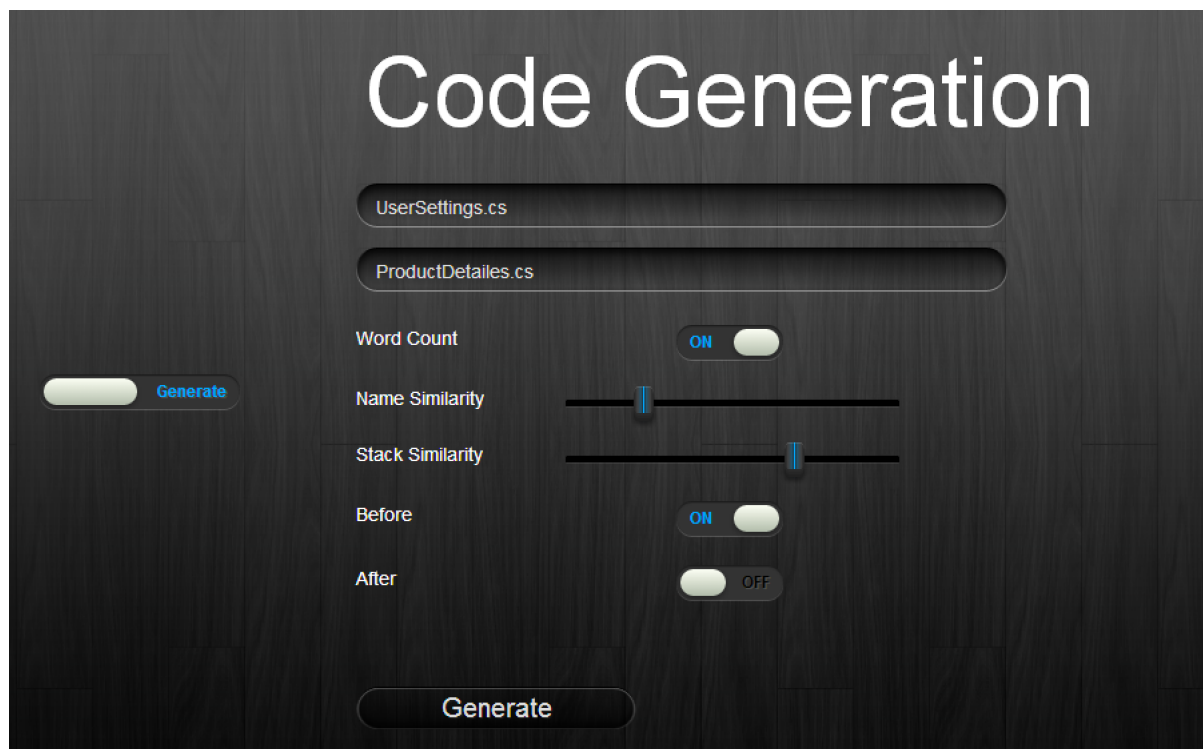 Code Generation
UserSettings.cs
ProductDetailes.cs
Word Count ON
Generate
Name Similarity
Stack Similarity
Before ON
After OFF
Generate